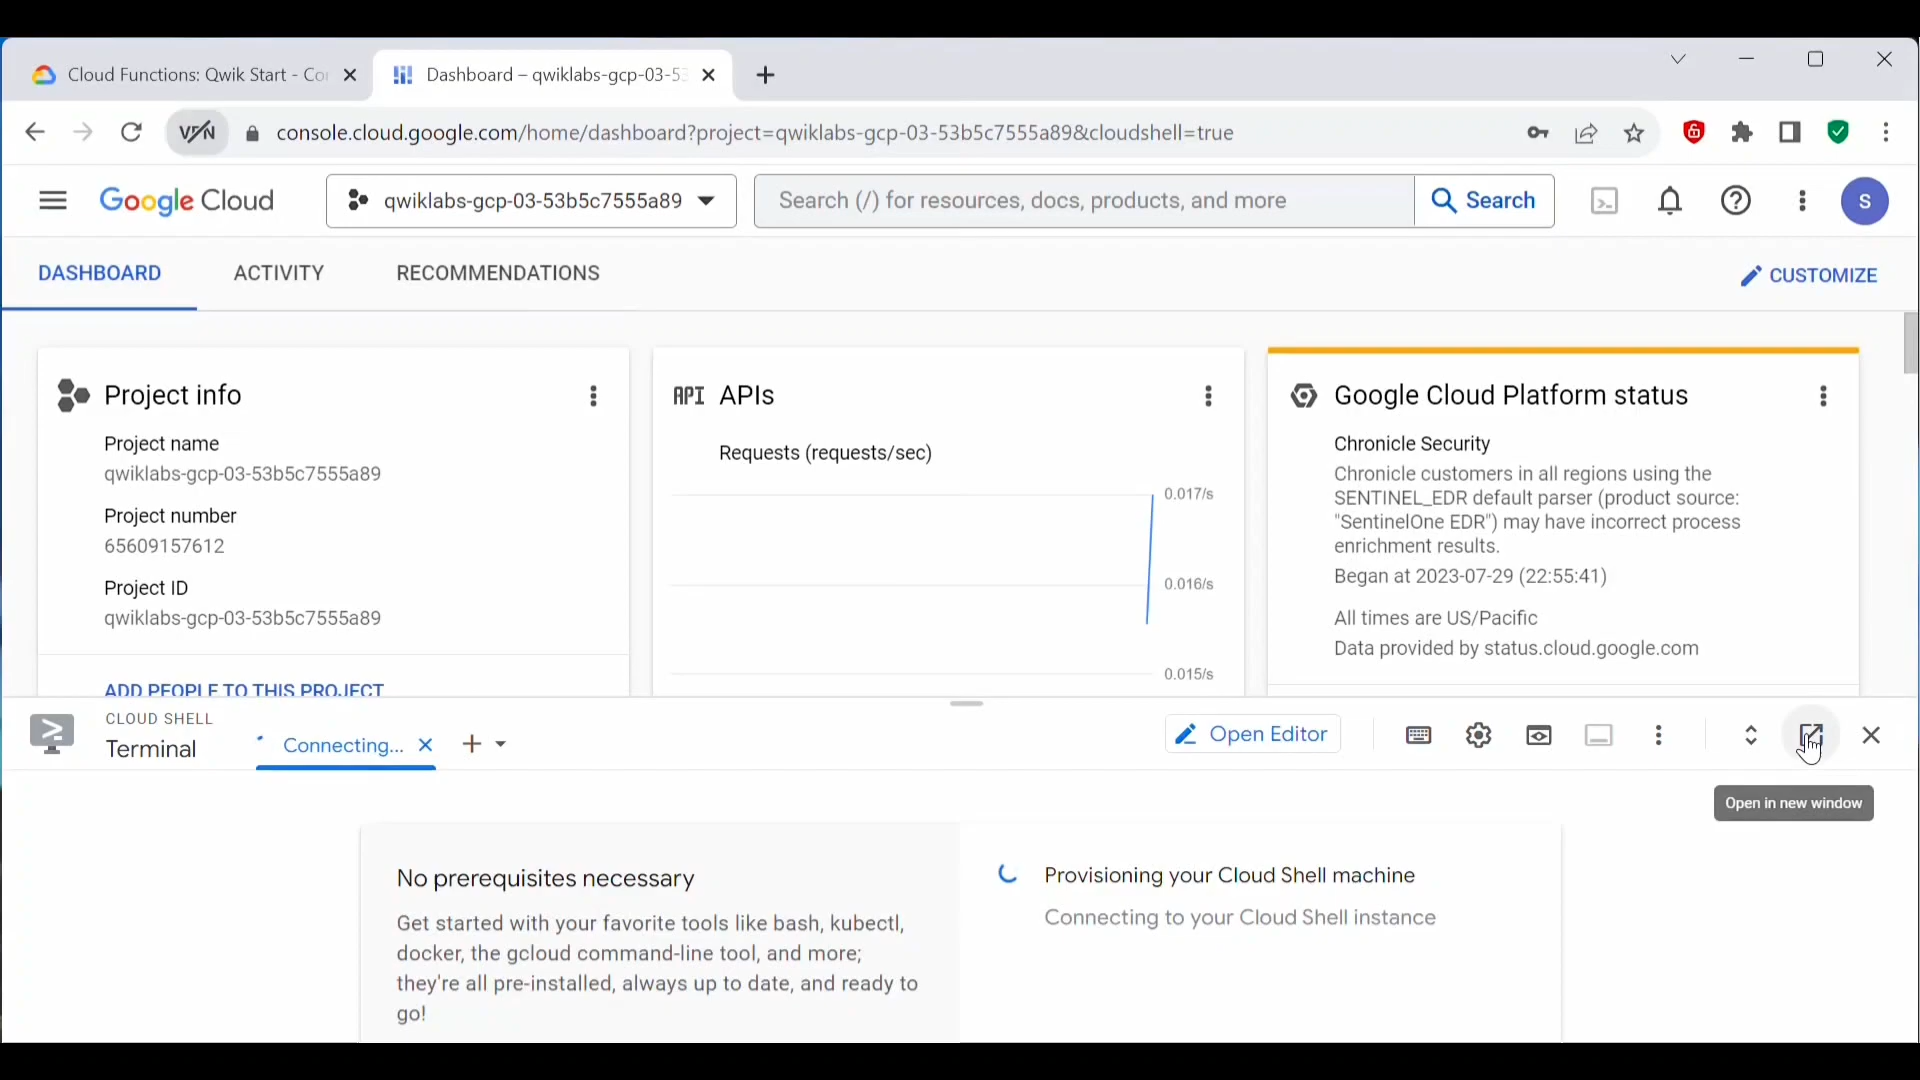 Cloud Functions: Qwik Start - Co
Dashboard – qwiklabs-gcp-03-53
VPN
console.cloud.google.com/home/dashboard?project=qwiklabs-gcp-03-53b5c7555a89&cloudshell=true
Google Cloud
qwiklabs-gcp-03-53b5c7555a89
Search (/) for resources, docs, products, and more
Search
S
DASHBOARD
ACTIVITY
RECOMMENDATIONS
CUSTOMIZE
Project info
Project name
qwiklabs-gcp-03-53b5c7555a89
Project number
65609157612
Project ID
qwiklabs-gcp-03-53b5c7555a89
ADD PEOPLE TO THIS PROJECT
API APIs
Requests (requests/sec)
0.017/s
0.016/s
0.015/s
Google Cloud Platform status
Chronicle Security
Chronicle customers in all regions using the
SENTINEL_EDR default parser (product source:
"SentinelOne EDR") may have incorrect process
enrichment results.
Began at 2023-07-29 (22:55:41)
All times are US/Pacific
Data provided by status.cloud.google.com
CLOUD SHELL
Terminal
Connecting...
Open Editor
Open in new window
No prerequisites necessary
Get started with your favorite tools like bash, kubectl,
docker, the gcloud command-line tool, and more;
they're all pre-installed, always up to date, and ready to
go!
Provisioning your Cloud Shell machine
Connecting to your Cloud Shell instance